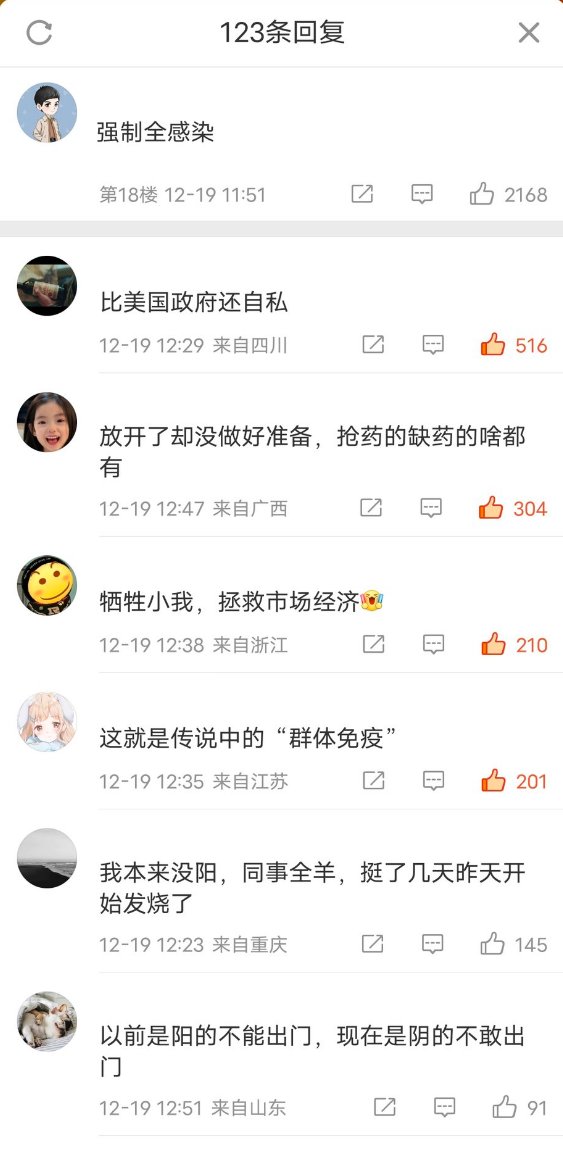 123条回复
强制全感染
第18楼 12-19 11:51 2168
比美国政府还自私
12-19 12:29 来自四川 516
放开了却没做好准备，抢药的缺药的啥都
有
12-19 12:47 来自广西 304
牺牲小我，拯救市场经济😱
12-19 12:38 来自浙江 210
这就是传说中的“群体免疫”
12-19 12:35 来自江苏 201
我本来没阳，同事全羊，挺了几天昨天开
始发烧了
12-19 12:23 来自重庆 145
以前是阳的不能出门，现在是阴的不敢出
门
12-19 12:51 来自山东 91